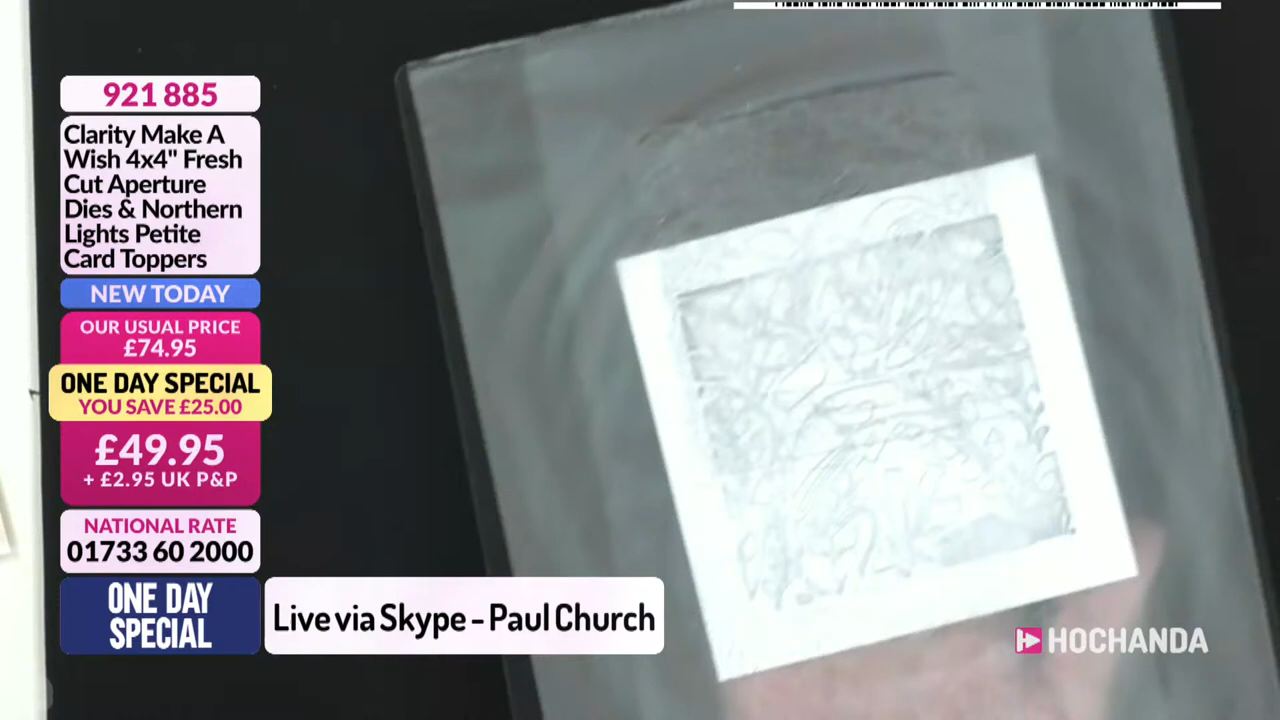 921 885
Clarity Make A
Wish 4x4" Fresh
Cut Aperture
Dies & Northern
Lights Petite
Card Toppers
NEW TODAY
OUR USUAL PRICE
£74.95
ONE DAY SPECIAL
YOU SAVE £25.00
£49.95
+ £2.95 UK P&P
NATIONAL RATE
01733 60 2000
ONE DAY
SPECIAL
Live via Skype - Paul Church
HOCHANDA